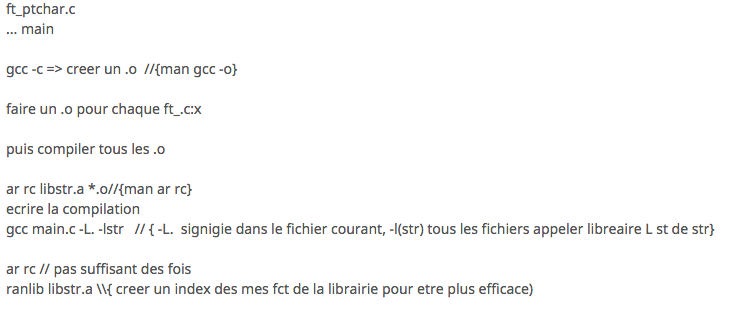 ft_ptchar.c
... main
gcc -c => creer un .o  //{man gcc -o}
faire un .o pour chaque ft_.c:x
puis compiler tous les .o
ar rc libstr.a *.o//{man ar rc}
ecrire la compilation
gcc main.c -L. -lstr   // { -L.  signigie dans le fichier courant, -l(str) tous les fichiers appeler libreaire L st de str}
ar rc // pas suffisant des fois
ranlib libstr.a \\{ creer un index des mes fct de la librairie pour etre plus efficace)